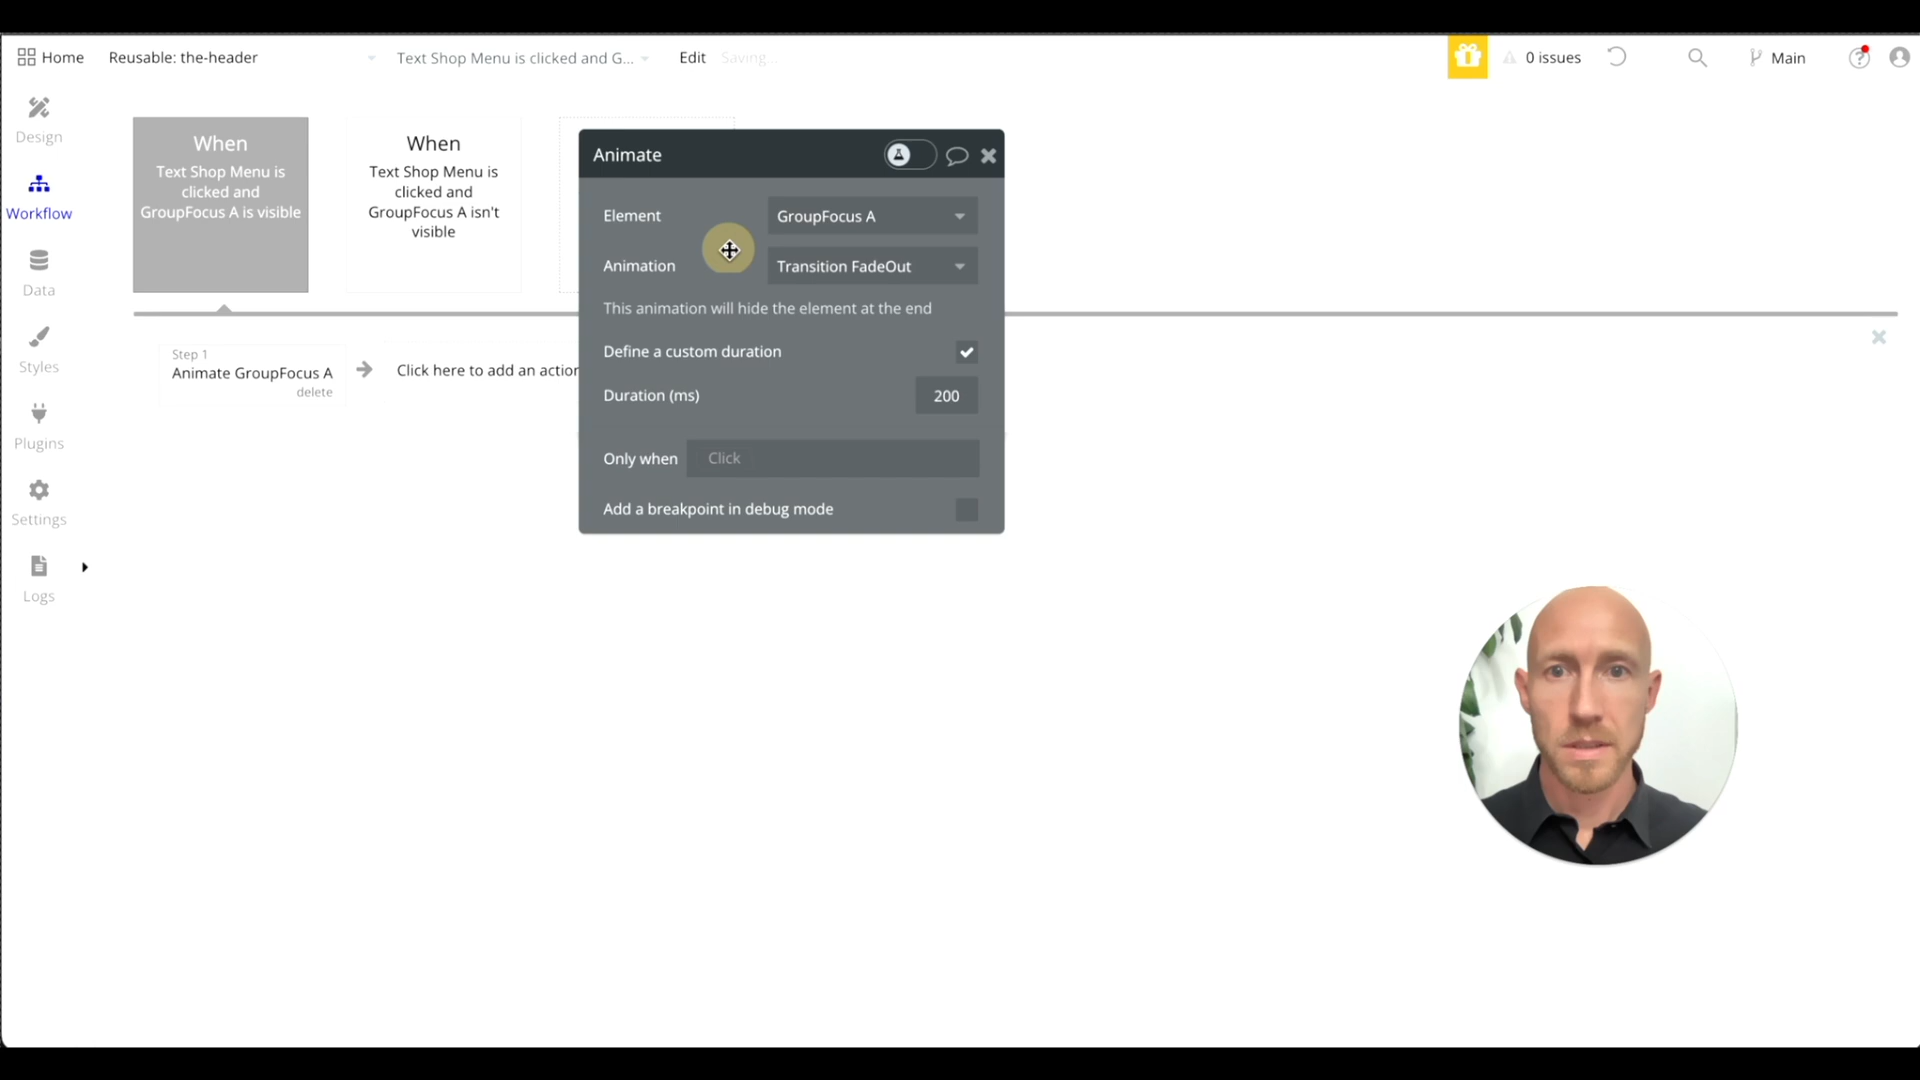 Home
Reusable: the-header
Text Shop Menu is clicked and G...
Edit
Saving...
0 issues
Main
Design
Workflow
Data
Styles
Plugins
Settings
Logs
When
Text Shop Menu is
clicked and
GroupFocus A is visible
When
Text Shop Menu is
clicked and
GroupFocus A isn't
visible
Step 1
Animate GroupFocus A
delete
Click here to add an action
Animate
Element
GroupFocus A
Animation
Transition FadeOut
This animation will hide the element at the end
Define a custom duration
Duration (ms)
200
Only when
Click
Add a breakpoint in debug mode